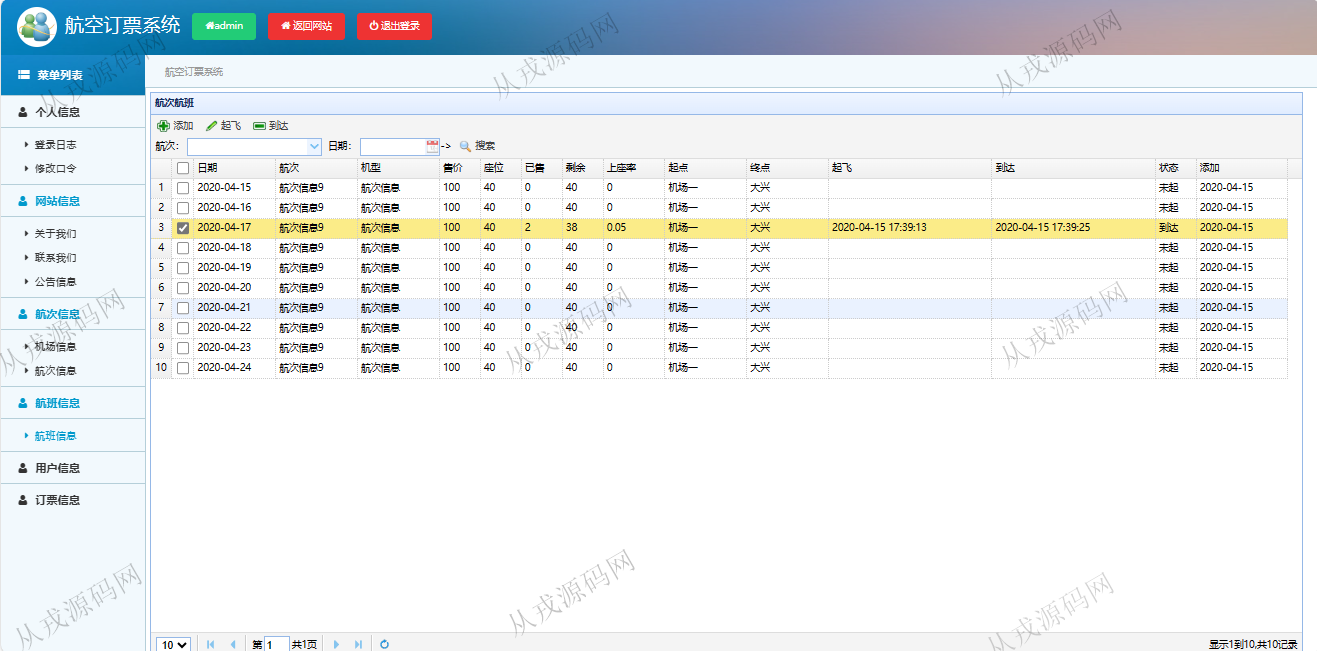 航空订票系统 admin 返回网站 退出登录
菜单列表
航空订票系统
个人信息
登录日志
修改口令
网站信息
关于我们
联系我们
公告信息
航次信息
机场信息
航次信息
航班信息
航班信息
用户信息
订票信息
航次航班
添加 起飞 到达
航次: 日期: -> 搜索
日期 航次 机型 售价 座位 已售 剩余 上座率 起点 终点 起飞 到达 状态 添加
1 2020-04-15 航次信息9 航次信息 100 40 0 40 0 机场一 大兴 未起 2020-04-15
2 2020-04-16 航次信息9 航次信息 100 40 0 40 0 机场一 大兴 未起 2020-04-15
3 2020-04-17 航次信息9 航次信息 100 40 2 38 0.05 机场一 大兴 2020-04-15 17:39:13 2020-04-15 17:39:25 到达 2020-04-15
4 2020-04-18 航次信息9 航次信息 100 40 0 40 0 机场一 大兴 未起 2020-04-15
5 2020-04-19 航次信息9 航次信息 100 40 0 40 0 机场一 大兴 未起 2020-04-15
6 2020-04-20 航次信息9 航次信息 100 40 0 40 0 机场一 大兴 未起 2020-04-15
7 2020-04-21 航次信息9 航次信息 100 40 0 40 0 机场一 大兴 未起 2020-04-15
8 2020-04-22 航次信息9 航次信息 100 40 0 40 0 机场一 大兴 未起 2020-04-15
9 2020-04-23 航次信息9 航次信息 100 40 0 40 0 机场一 大兴 未起 2020-04-15
10 2020-04-24 航次信息9 航次信息 100 40 0 40 0 机场一 大兴 未起 2020-04-15
10 第 1 共1页 显示1到10,共10记录
从戎源码网
从戎源码网
从戎源码网
从戎源码网
从戎源码网
从戎源码网
从戎源码网
从戎源码网
从戎源码网